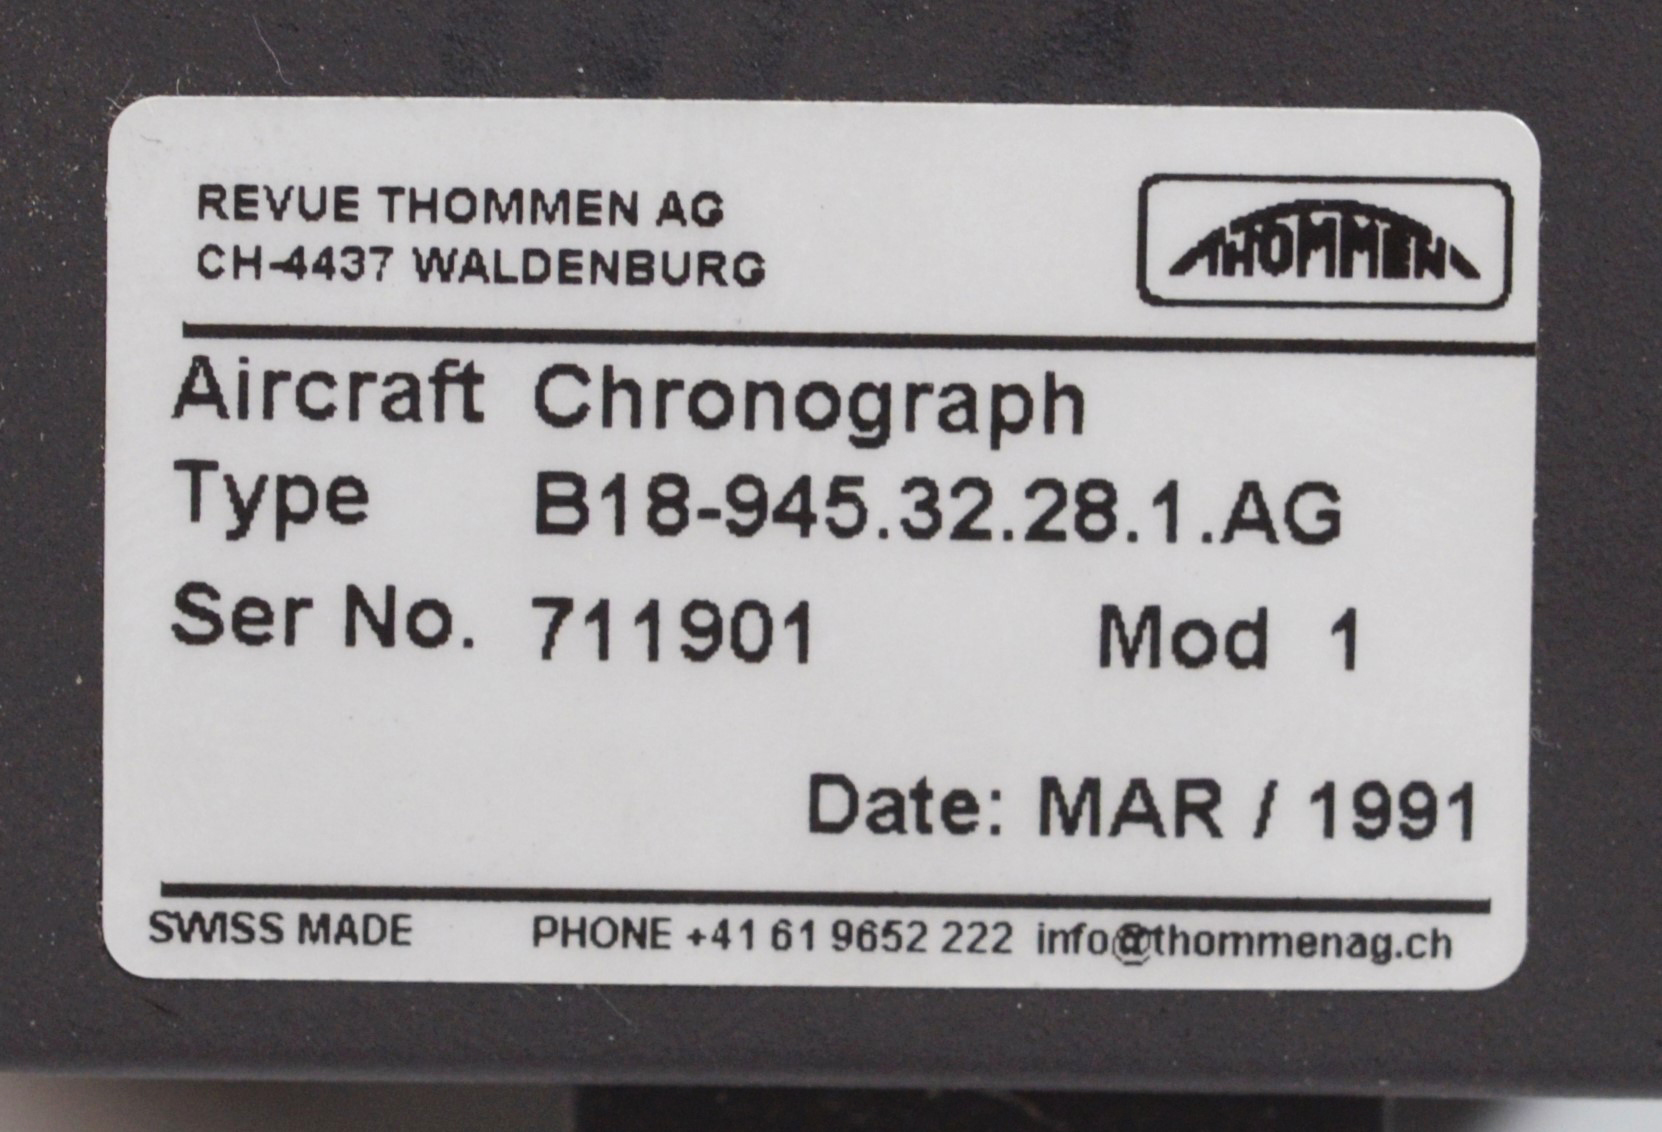 REVUE THOMMEN AG
CH-4437 WALDENBURG
THOMMEN
Aircraft Chronograph
Type B18-945.32.28.1.AG
Ser No. 711901 Mod 1
Date: MAR / 1991
SWISS MADE PHONE +41 61 9652 222 info@thommenag.ch